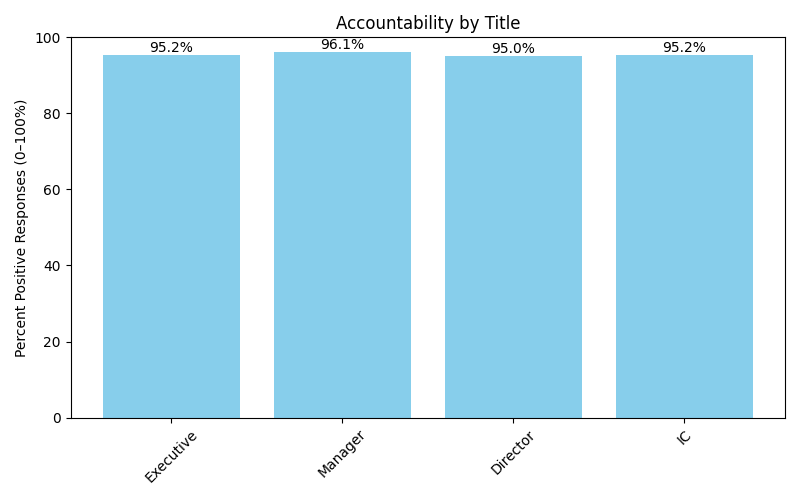 Accountability by Title
Percent Positive Responses (0–100%)
100
80
60
40
20
0
95.2%
96.1%
95.0%
95.2%
Executive
Manager
Director
IC